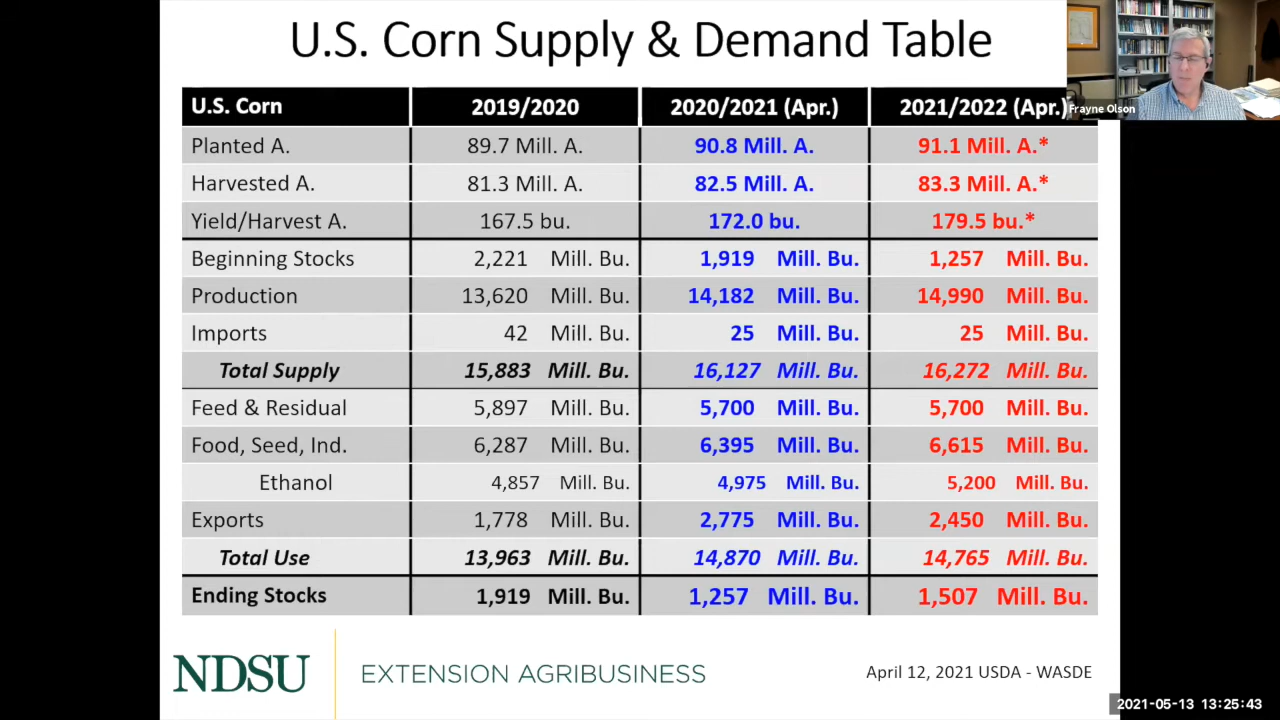 U.S. Corn Supply & Demand Table
U.S. Corn 2019/2020 2020/2021 (Apr.) 2021/2022 (Apr.)
Frayne Olson
Planted A. 89.7 Mill. A. 90.8 Mill. A. 91.1 Mill. A.*
Harvested A. 81.3 Mill. A. 82.5 Mill. A 83.3 Mill. A.*
Yield/Harvest A. 167.5 bu. 172.0 bu. 179.5 bu.*
Beginning Stocks 2,221 Mill. Bu. 1,919 Mill. Bu. 1,257 Mill. Bu.
Production 13,620 Mill. Bu. 14,182 Mill. Bu. 14,990 Mill. Bu.
Imports 42 Mill. Bu. 25 Mill. Bu. 25 Mill. Bu.
Total Supply 15,883 Mill. Bu. 16,127 Mill. Bu. 16,272 Mill. Bu.
Feed & Residual 5,897 Mill. Bu. 5,700 Mill. Bu. 5,700 Mill. Bu.
Food, Seed, Ind. 6,287 Mill. Bu. 6,395 Mill. Bu. 6,615 Mill. Bu.
Ethanol 4,857 Mill. Bu. 4,975 Mill. Bu. 5,200 Mill. Bu.
Exports 1,778 Mill. Bu. 2,775 Mill. Bu. 2,450 Mill. Bu.
Total Use 13,963 Mill. Bu. 14,870 Mill. Bu. 14,765 Mill. Bu.
Ending Stocks 1,919 Mill. Bu. 1,257 Mill. Bu. 1,507 Mill. Bu.
NDSU EXTENSION AGRIBUSINESS April 12, 2021 USDA - WASDE
2021-05-13 13:25:43